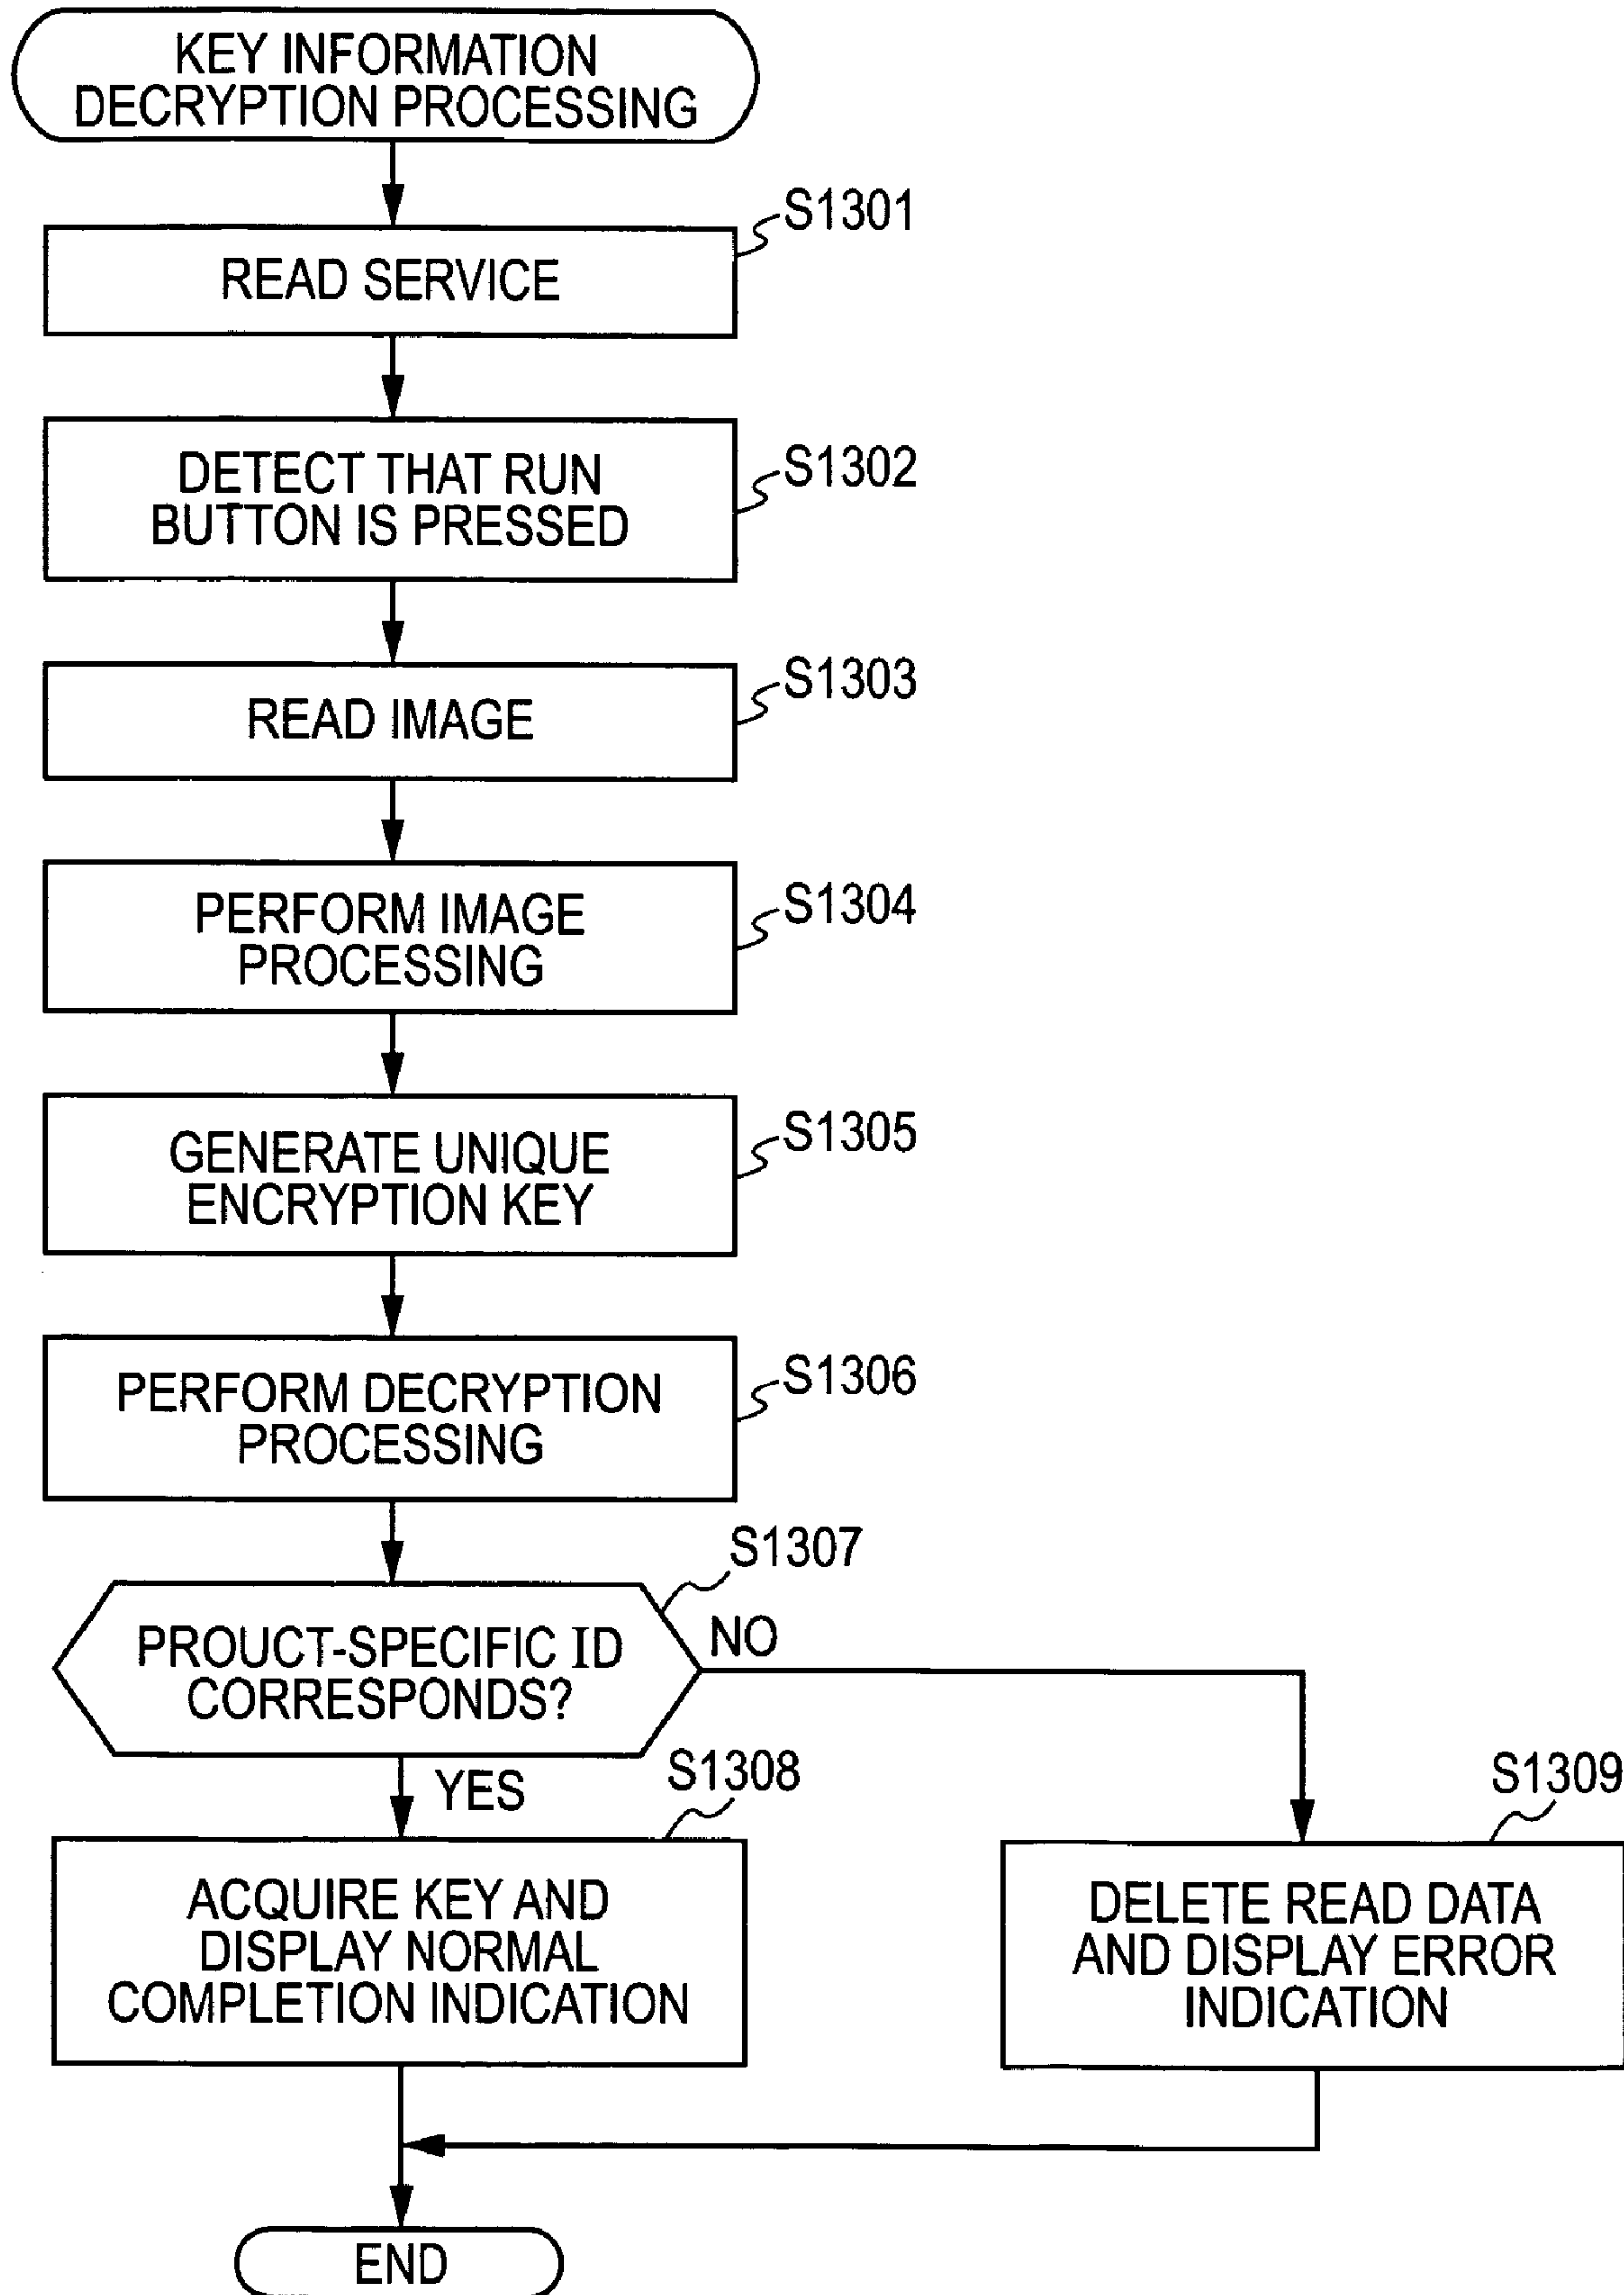 KEY INFORMATION
DECRYPTION PROCESSING
S1301
READ SERVICE
S1302
DETECT THAT RUN
BUTTON IS PRESSED
S1303
READ IMAGE
S1304
PERFORM IMAGE
PROCESSING
S1305
GENERATE UNIQUE
ENCRYPTION KEY
S1306
PERFORM DECRYPTION
PROCESSING
S1307
PROUCT-SPECIFIC ID
CORRESPONDS?
NO
YES
S1308
ACQUIRE KEY AND
DISPLAY NORMAL
COMPLETION INDICATION
S1309
DELETE READ DATA
AND DISPLAY ERROR
INDICATION
END